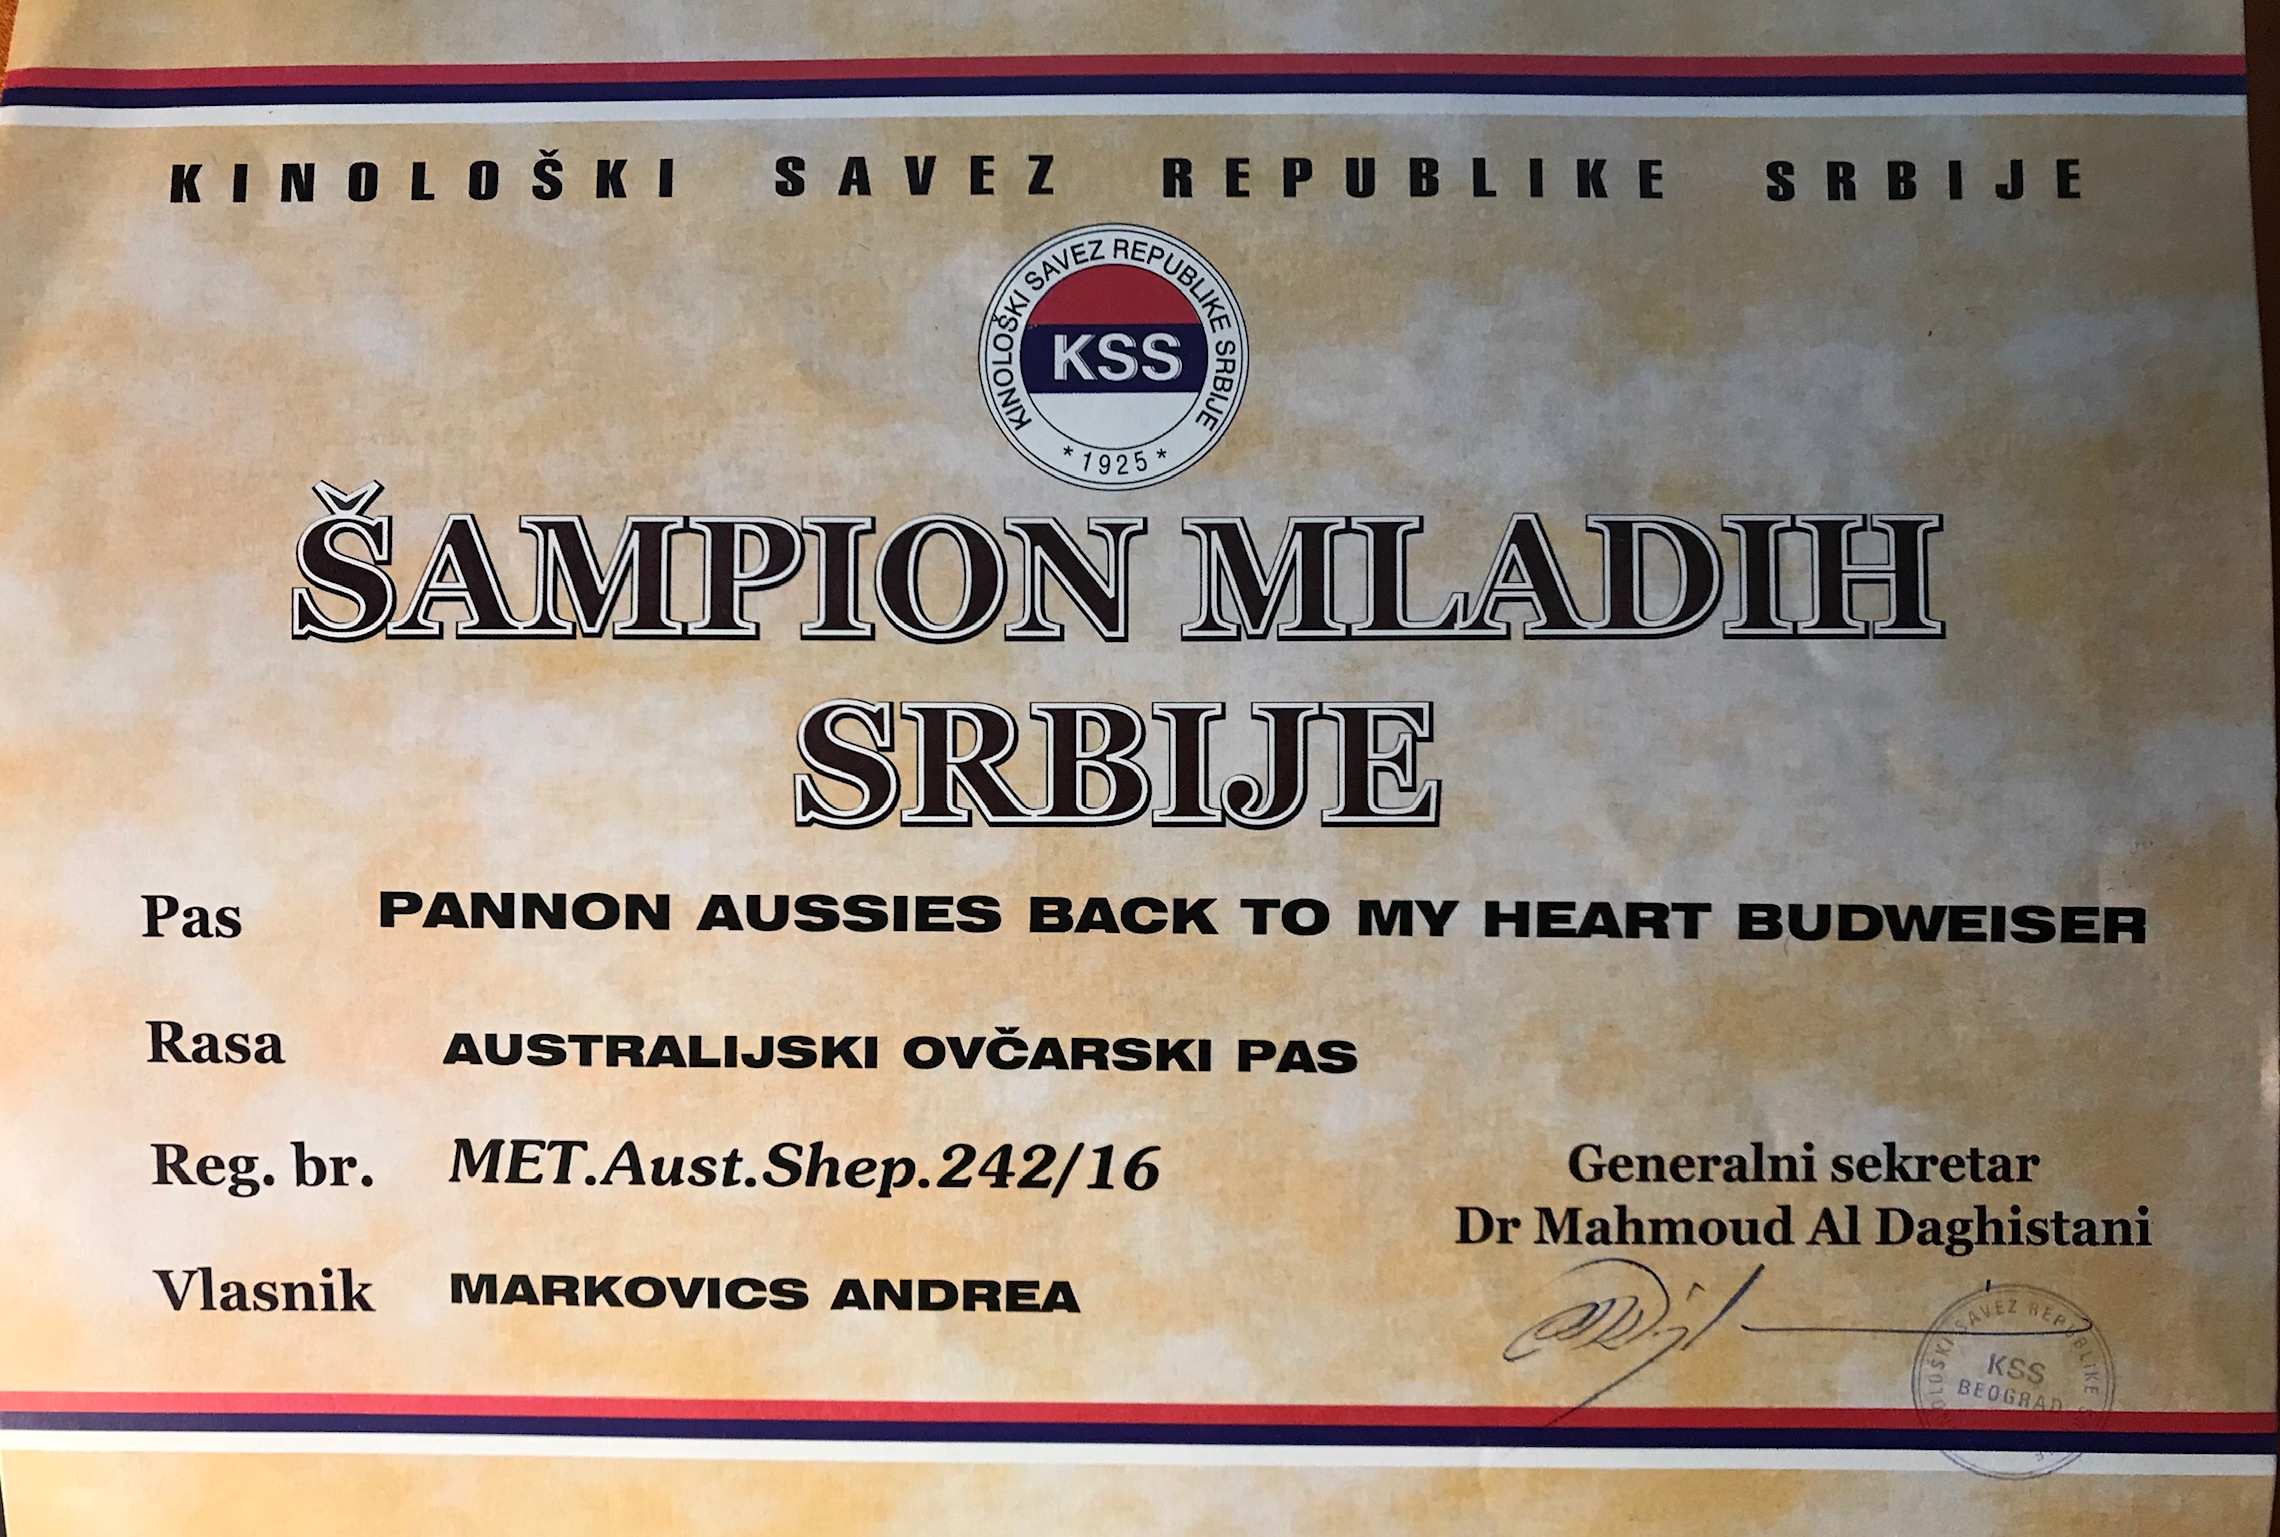 KINOLOŠKI SAVEZ REPUBLIKE SRBIJE
KINOLOŠKI SAVEZ REPUBLIKE SRBIJE
KSS
* 1925 *
ŠAMPION MLADIH
SRBIJE
Pas PANNON AUSSIES BACK TO MY HEART BUDWEISER
Rasa AUSTRALIJSKI OVČARSKI PAS
Reg. br. MET.Aust.Shep.242/16
Generalni sekretar
Dr Mahmoud Al Daghistani
Vlasnik MARKOVICS ANDREA
SAVEZ REPUBLIKE
KSS
BEOGRAD